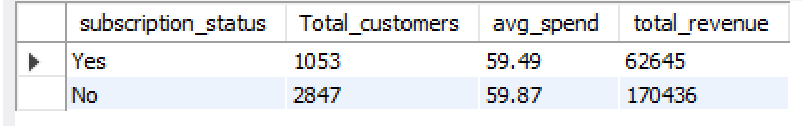 subscription_status Total_customers avg_spend total_revenue
Yes 1053 59.49 62645
No 2847 59.87 170436